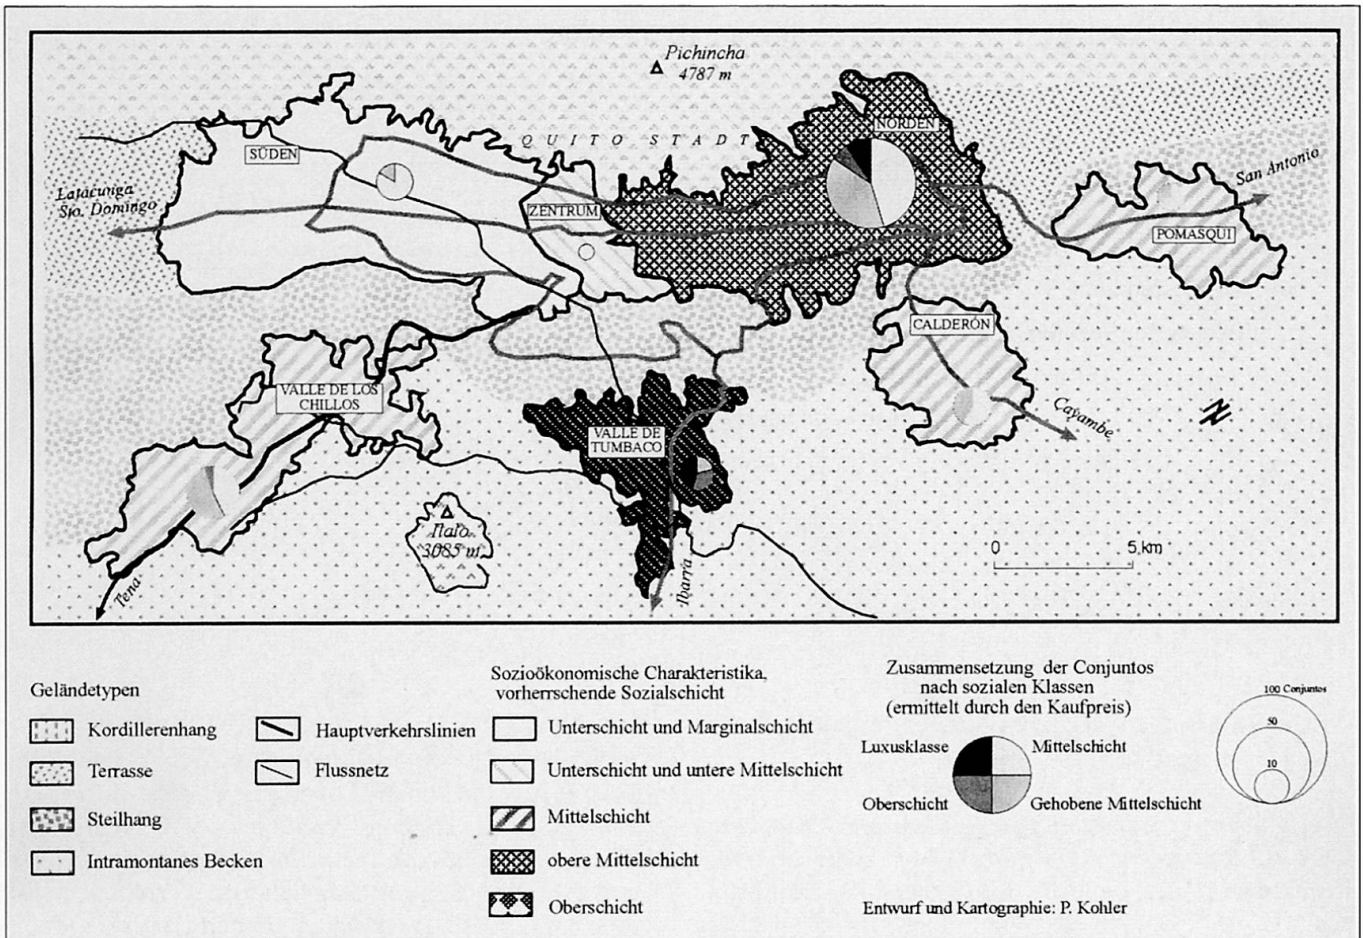 Pichincha
4787 m
QUITO STADT
NORDEN
SÜDEN
San Antonio
Latacunga
Sto. Domingo
ZENTRUM
POMASQUI
CALDERÓN
VALLE DE LOS
CHILLOS
Cayambe
N
VALLE DE
TUMBACO
Ilalo
3085 m
0 5 km
Tena
Ibarra
Geländetypen
Kordillerenhang
Terrasse
Steilhang
Intramontanes Becken
Hauptverkehrslinien
Flussnetz
Sozioökonomische Charakteristika,
vorherrschende Sozialschicht
Unterschicht und Marginalschicht
Unterschicht und untere Mittelschicht
Mittelschicht
obere Mittelschicht
Oberschicht
Zusammensetzung der Conjuntos
nach sozialen Klassen
(ermittelt durch den Kaufpreis)
Luxusklasse
Mittelschicht
Oberschicht
Gehobene Mittelschicht
100 Conjuntos
50
10
Entwurf und Kartographie: P. Kohler